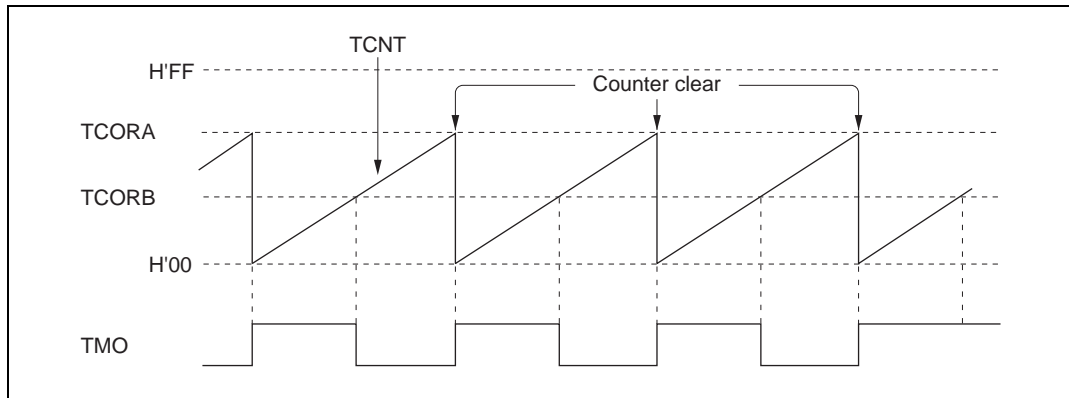 TCNT
H'FF
Counter clear
TCORA
TCORB
H'00
TMO